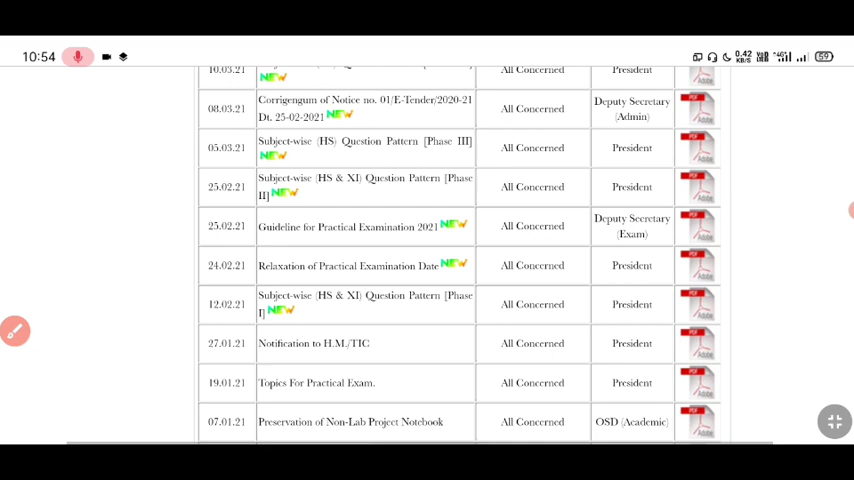 10:54
0.42 KB/S
4G
59
10.03.21 All Concerned President
NEW
08.03.21 Corrigengum of Notice no. 01/E-Tender/2020-21 All Concerned Deputy Secretary
Dt. 25-02-2021 NEW (Admin)
05.03.21 Subject-wise (HS) Question Pattern [Phase III] All Concerned President
NEW
25.02.21 Subject-wise (HS & XI) Question Pattern [Phase All Concerned President
II] NEW
25.02.21 Guideline for Practical Examination 2021 NEW All Concerned Deputy Secretary
(Exam)
24.02.21 Relaxation of Practical Examination Date NEW All Concerned President
12.02.21 Subject-wise (HS & XI) Question Pattern [Phase All Concerned President
I] NEW
27.01.21 Notification to H.M./TIC All Concerned President
19.01.21 Topics For Practical Exam. All Concerned President
07.01.21 Preservation of Non-Lab Project Notebook All Concerned OSD (Academic)